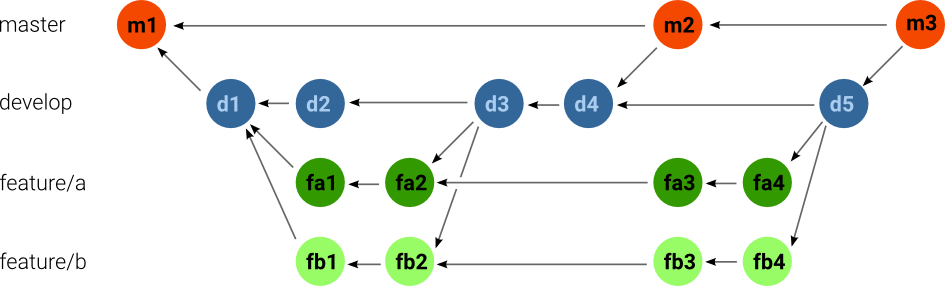 master m1 m2 m3
develop d1 d2 d3 d4 d5
feature/a fa1 fa2 fa3 fa4
feature/b fb1 fb2 fb3 fb4